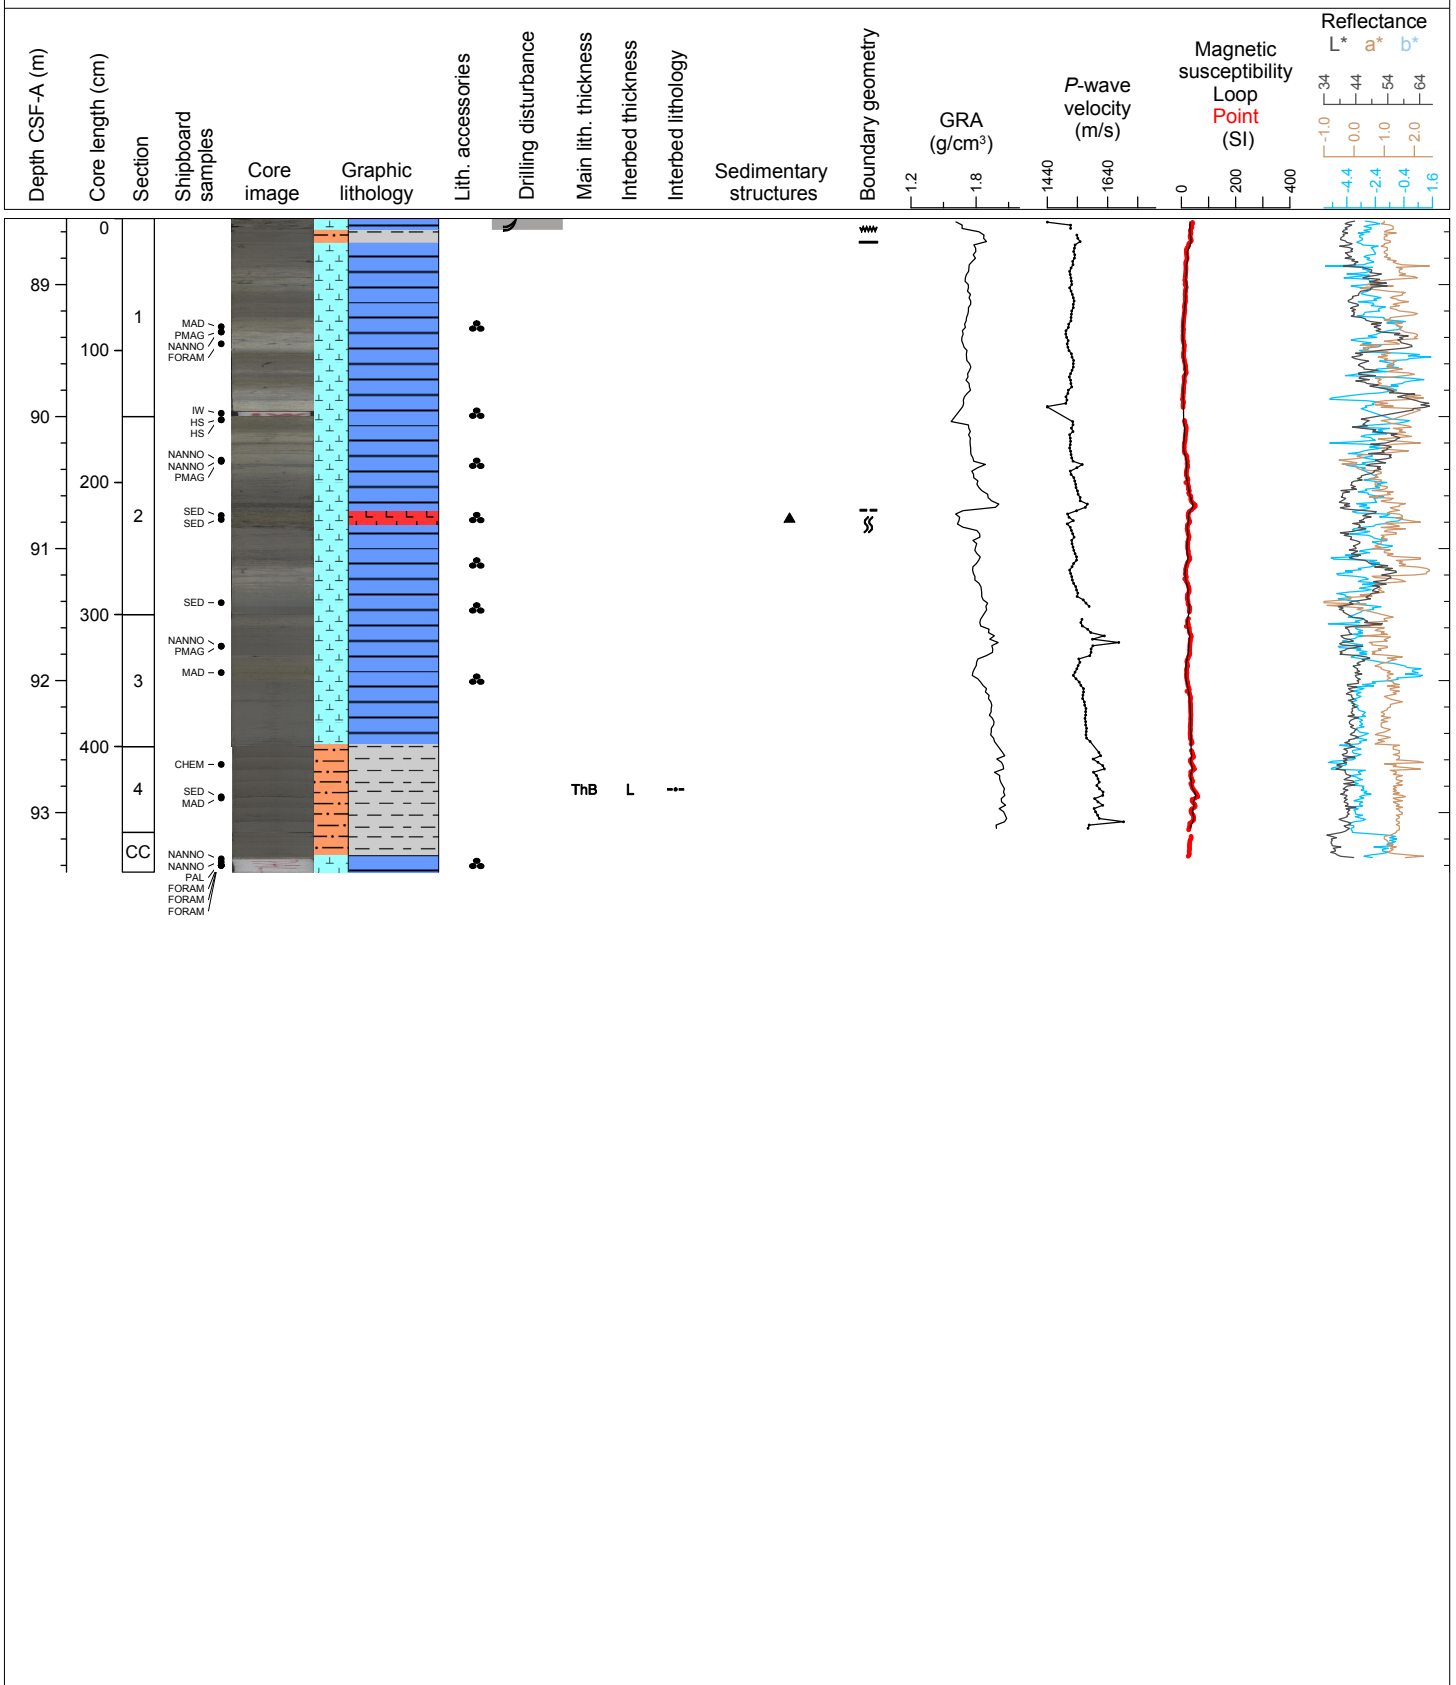 Depth CSF-A (m)
Core length (cm)
Section
Shipboard
samples
Core
image
Graphic
lithology
Lith. accessories
Drilling disturbance
Main lith. thickness
Interbed thickness
Interbed lithology
Sedimentary
structures
Boundary geometry
GRA
(g/cm³)
1.2
1.8
P-wave
velocity
(m/s)
1440
1640
Magnetic
susceptibility
Loop
Point
(SI)
0
200
400
Reflectance
L* a* b*
34
44
54
64
-1.0
0.0
1.0
2.0
-4.4
-2.4
-0.4
1.6
89
90
91
92
93
0
100
200
300
400
1
2
3
4
CC
MAD
PMAG
NANNO
FORAM
IW
HS
HS
NANNO
NANNO
PMAG
SED
SED
SED
NANNO
PMAG
MAD
CHEM
SED
MAD
NANNO
NANNO
PAL
FORAM
FORAM
FORAM
ThB
L